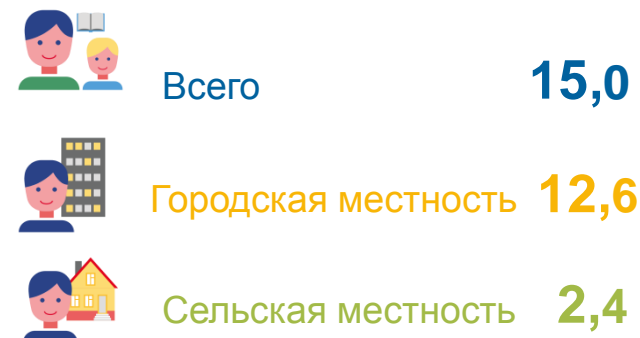 Всего 15,0
Городская местность 12,6
Сельская местность 2,4